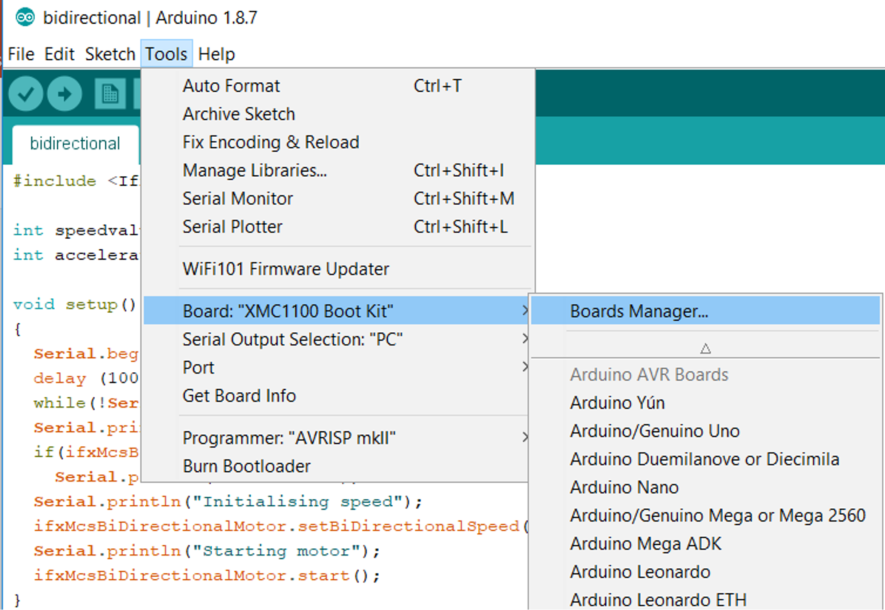 bidirectional | Arduino 1.8.7
File Edit Sketch Tools Help
bidirectional
Auto Format Ctrl+T
Archive Sketch
Fix Encoding & Reload
Manage Libraries... Ctrl+Shift+I
Serial Monitor Ctrl+Shift+M
Serial Plotter Ctrl+Shift+L
WiFi101 Firmware Updater
Board: "XMC1100 Boot Kit"
Serial Output Selection: "PC"
Port
Get Board Info
Programmer: "AVRISP mkII"
Burn Bootloader
Boards Manager...
Arduino AVR Boards
Arduino Yún
Arduino/Genuino Uno
Arduino Duemilanove or Diecimila
Arduino Nano
Arduino/Genuino Mega or Mega 2560
Arduino Mega ADK
Arduino Leonardo
Arduino Leonardo ETH
#include <If
int speedval
int accelera
void setup()
{
Serial.beg
delay (100
while(!Ser
Serial.pri
if(ifxMcsB
Serial.p
Serial.println("Initialising speed");
ifxMcsBiDirectionalMotor.setBiDirectionalSpeed(
Serial.println("Starting motor");
ifxMcsBiDirectionalMotor.start();
}